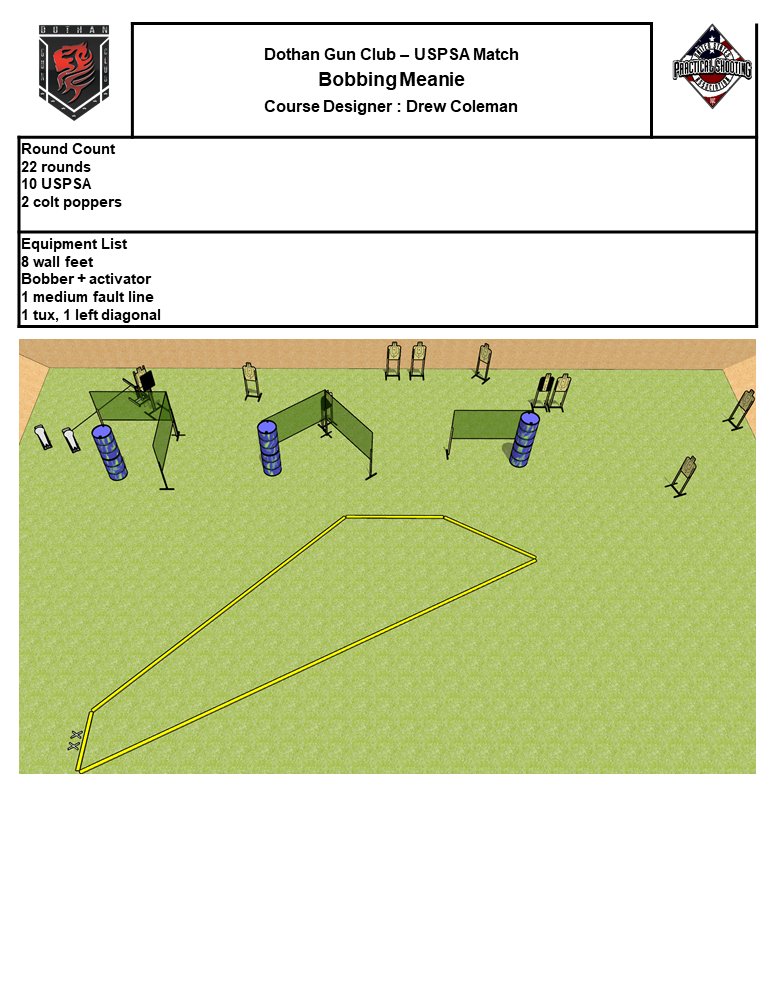 DOTHAN
GUN
CLUB
Dothan Gun Club – USPSA Match
Bobbing Meanie
Course Designer : Drew Coleman
UNITED STATES
PRACTICAL SHOOTING
ASSOCIATION
Round Count
22 rounds
10 USPSA
2 colt poppers
Equipment List
8 wall feet
Bobber + activator
1 medium fault line
1 tux, 1 left diagonal